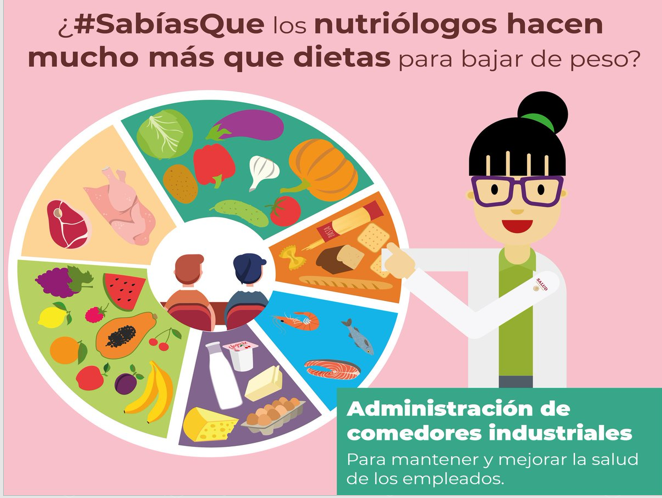 ¿#SabíasQue los nutriólogos hacen
mucho más que dietas para bajar de peso?
SALUD
Administración de
comedores industriales
Para mantener y mejorar la salud
de los empleados.